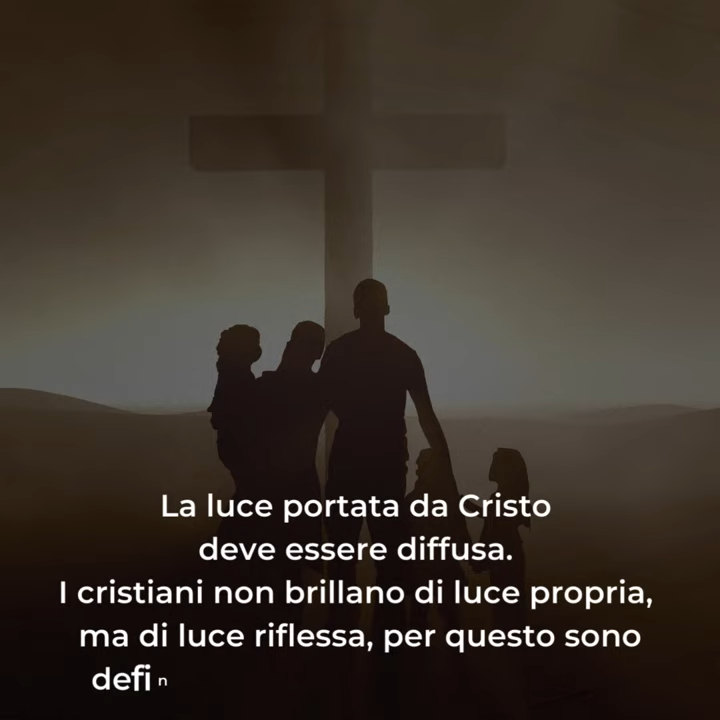 La luce portata da Cristo
deve essere diffusa.
I cristiani non brillano di luce propria,
ma di luce riflessa, per questo sono
defin